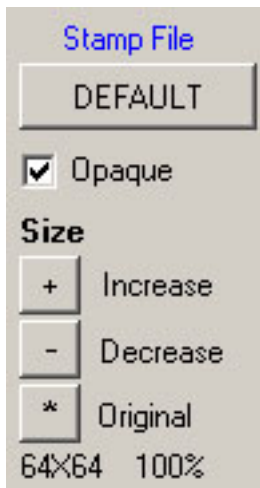 Stamp File
DEFAULT
Opaque
Size
+ Increase
- Decrease
* Original
64X64 100%